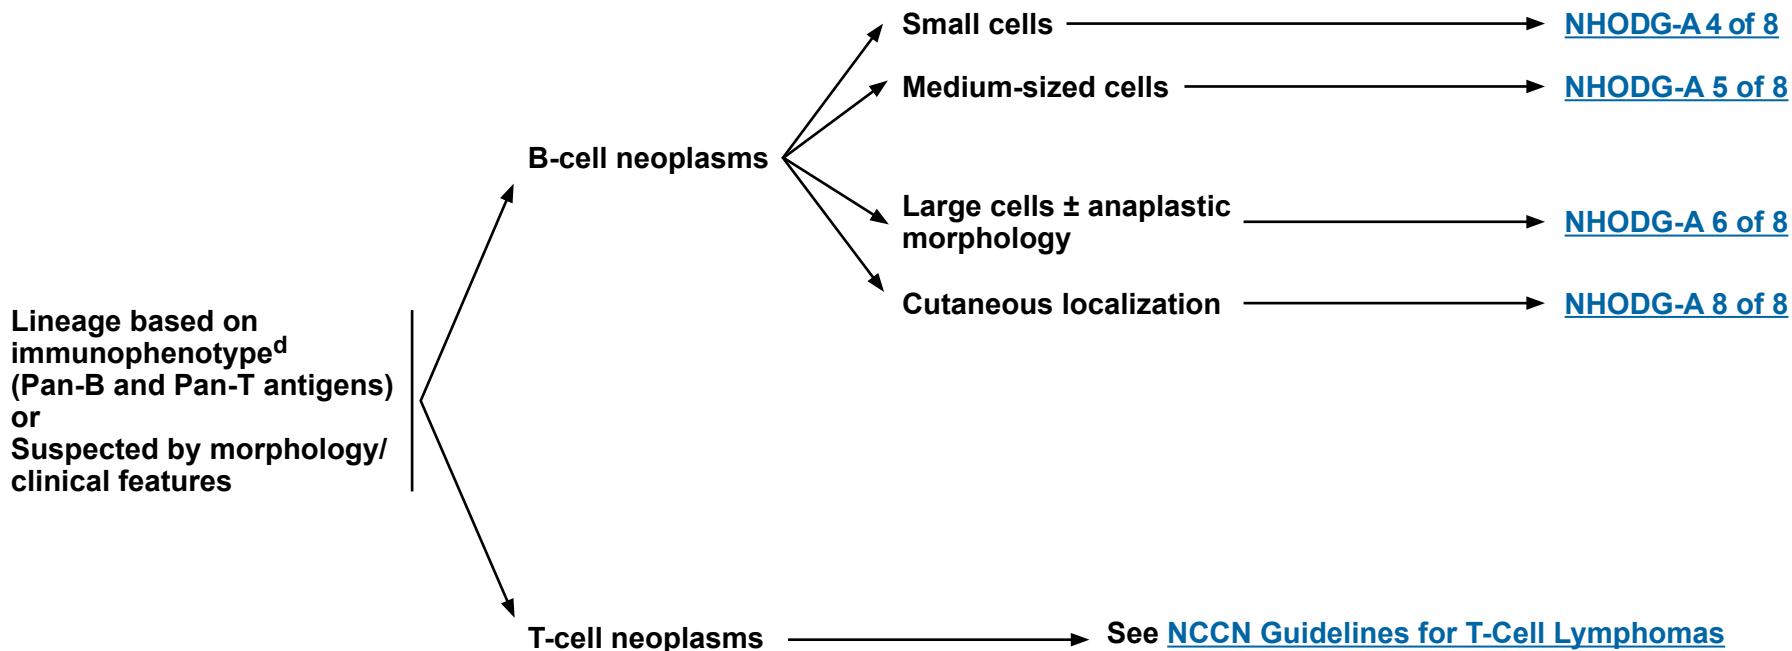 Small cells
NHODG-A 4 of 8
Medium-sized cells
NHODG-A 5 of 8
B-cell neoplasms
Large cells ± anaplastic
morphology
NHODG-A 6 of 8
Cutaneous localization
NHODG-A 8 of 8
Lineage based on
immunophenotypeᵈ
(Pan-B and Pan-T antigens)
or
Suspected by morphology/
clinical features
T-cell neoplasms
See NCCN Guidelines for T-Cell Lymphomas